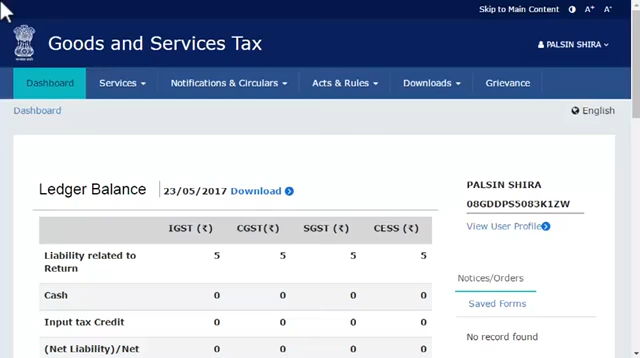 Skip to Main Content A+ A-
Goods and Services Tax
PALSIN SHIRA
Dashboard Services Notifications & Circulars Acts & Rules Downloads Grievance
Dashboard English
Ledger Balance 23/05/2017 Download
PALSIN SHIRA
08GDDPS5083K1ZW
View User Profile
IGST (₹) CGST(₹) SGST (₹) CESS (₹)
Liability related to 5 5 5 5
Return
Cash 0 0 0 0
Input tax Credit 0 0 0 0
(Net Liability)/Net 0 0 0 0
Notices/Orders
Saved Forms
No record found